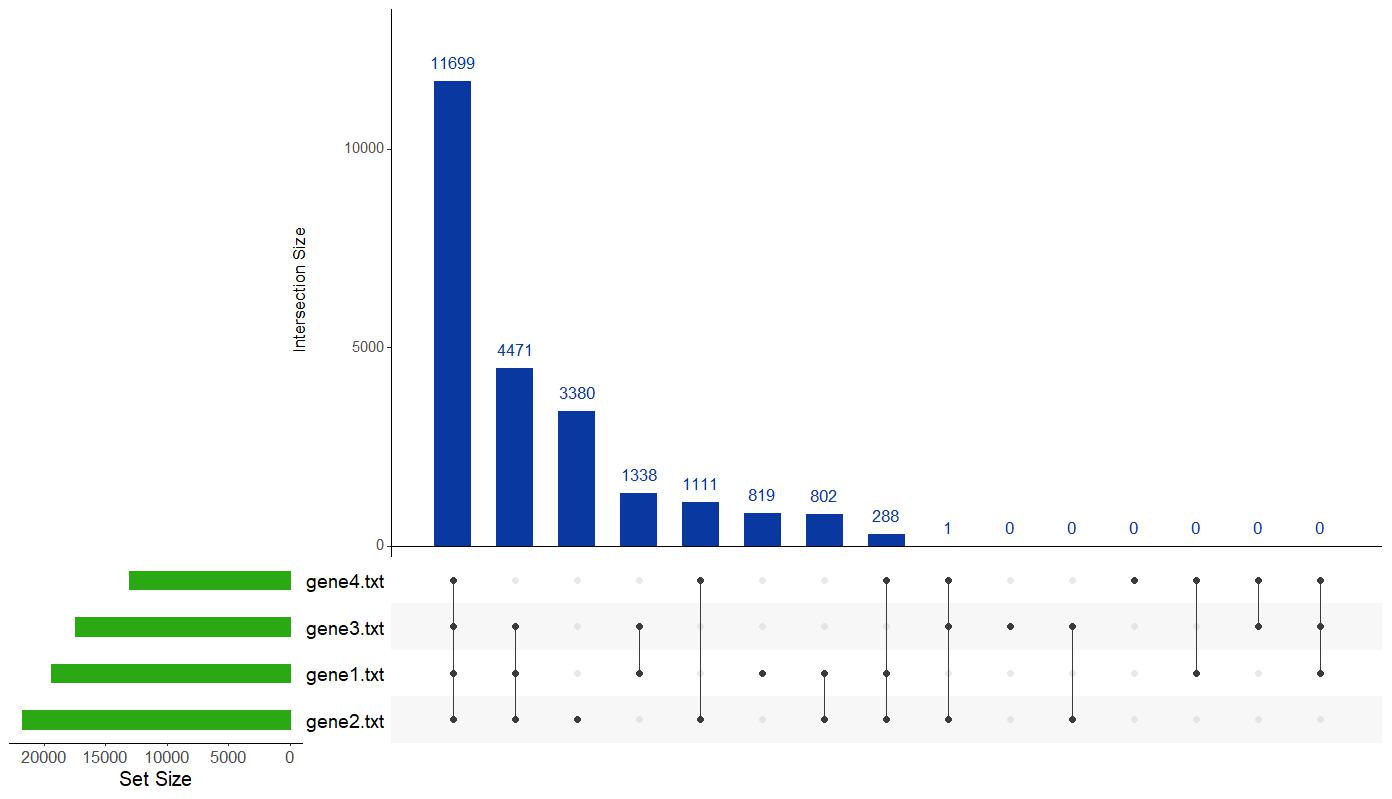 11699
10000
Intersection Size
4471
5000
3380
1338
1111
819
802
288
1
0
0
0
0
0
0
0
gene4.txt
gene3.txt
gene1.txt
gene2.txt
20000 15000 10000 5000 0
Set Size